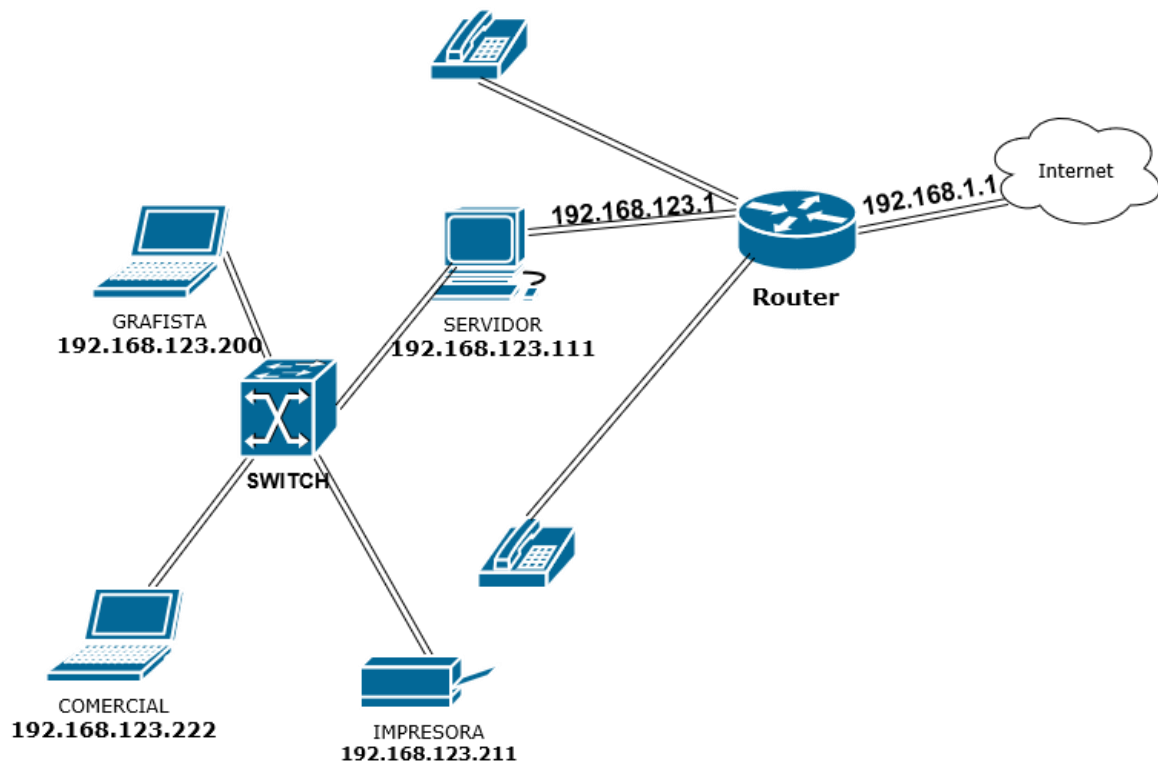 Internet
192.168.123.1
192.168.1.1
Router
GRAFISTA
192.168.123.200
SERVIDOR
192.168.123.111
SWITCH
COMERCIAL
192.168.123.222
IMPRESORA
192.168.123.211